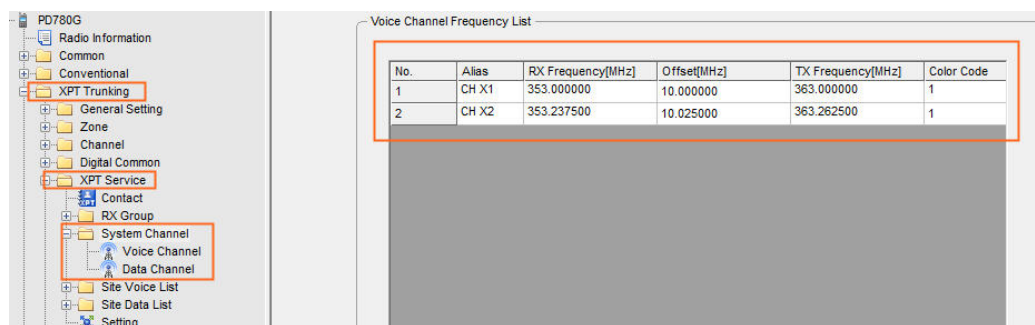 PD780G
Radio Information
Common
Conventional
XPT Trunking
General Setting
Zone
Channel
Digital Common
XPT Service
Contact
RX Group
System Channel
Voice Channel
Data Channel
Site Voice List
Site Data List
Setting
Voice Channel Frequency List
No. Alias RX Frequency[MHz] Offset[MHz] TX Frequency[MHz] Color Code
1 CH X1 353.000000 10.000000 363.000000 1
2 CH X2 353.237500 10.025000 363.262500 1